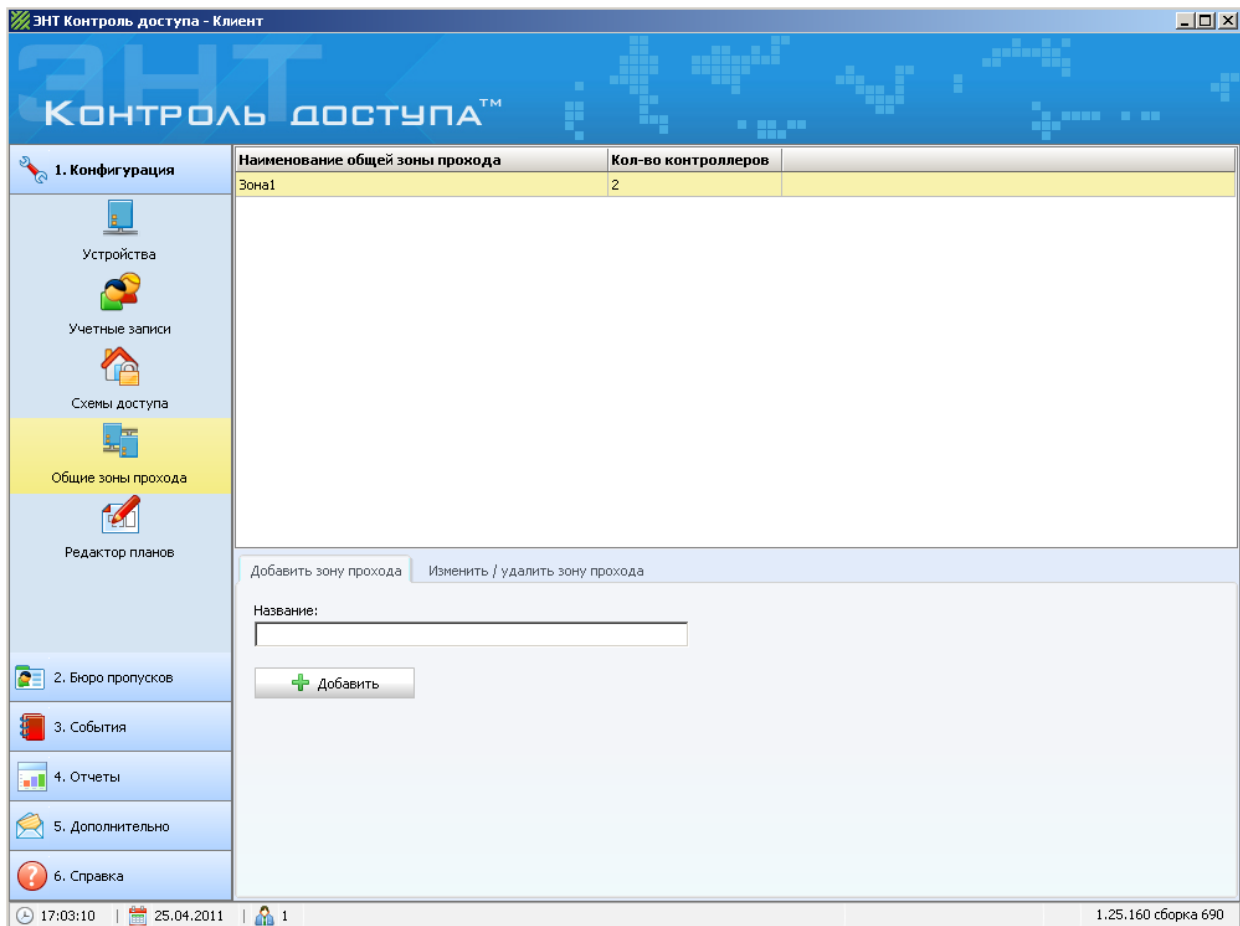 ЭНТ Контроль доступа - Клиент
ЭНТ
Контроль доступа™
1. Конфигурация
Устройства
Учетные записи
Схемы доступа
Общие зоны прохода
Редактор планов
2. Бюро пропусков
3. События
4. Отчеты
5. Дополнительно
6. Справка
Наименование общей зоны прохода Кол-во контроллеров
Зона1 2
Добавить зону прохода Изменить / удалить зону прохода
Название:
Добавить
17:03:10 | 25.04.2011 | 1 1.25.160 сборка 690